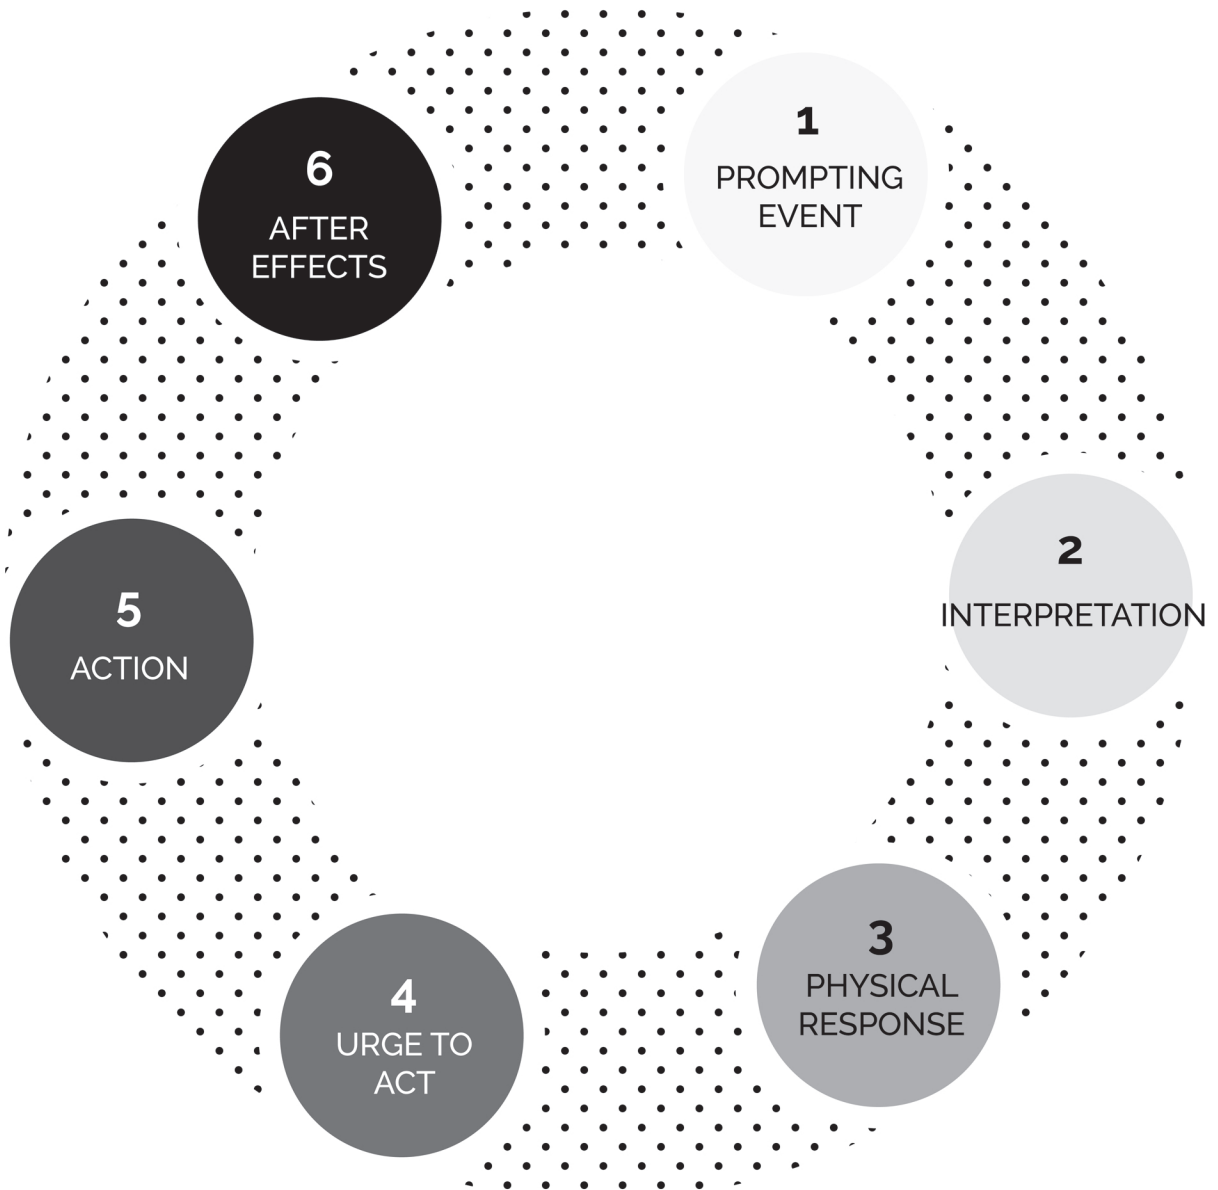 1
PROMPTING
EVENT
2
INTERPRETATION
3
PHYSICAL
RESPONSE
4
URGE TO
ACT
5
ACTION
6
AFTER
EFFECTS